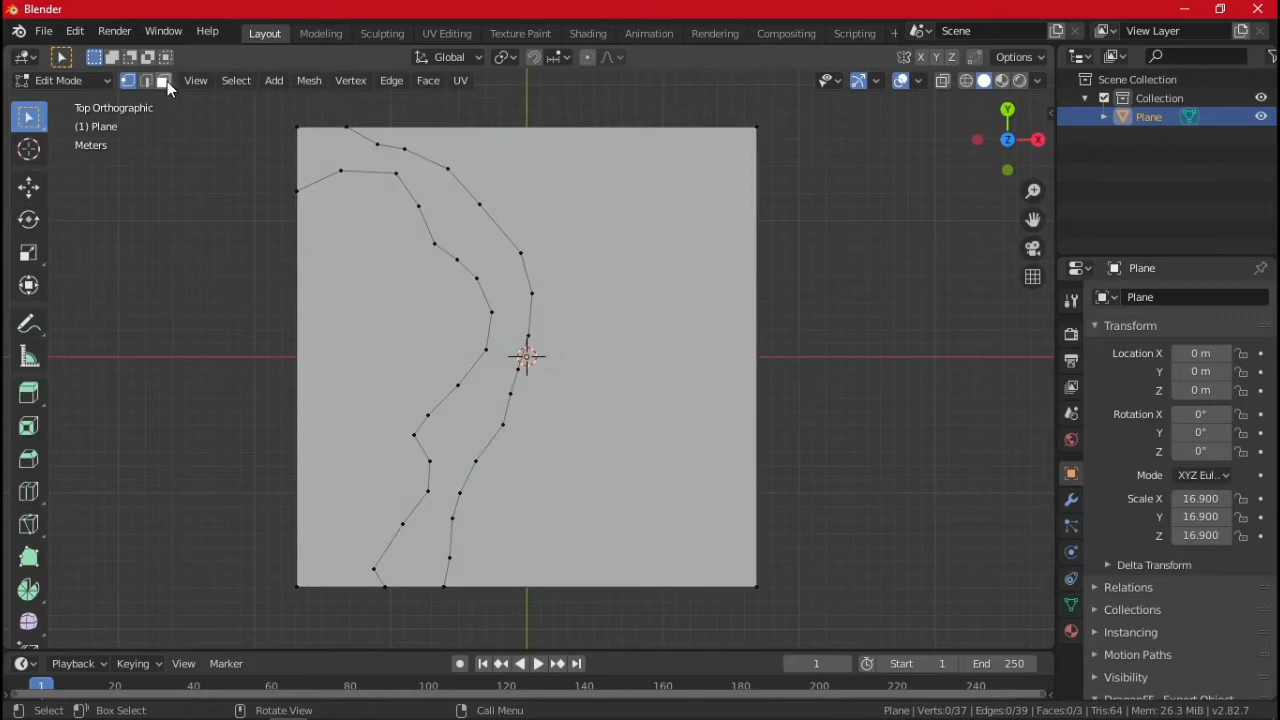 Blender
File Edit Render Window Help Layout Modeling Sculpting UV Editing Texture Paint Shading Animation Rendering Compositing Scripting + Scene View Layer
Global X Y Z Options
Edit Mode View Select Add Mesh Vertex Edge Face UV
Scene Collection
Collection
Plane
Top Orthographic
(1) Plane
Meters
Y
Z X
Plane
Plane
Transform
Location X 0 m
Y 0 m
Z 0 m
Rotation X 0°
Y 0°
Z 0°
Mode XYZ Eul..
Scale X 16.900
Y 16.900
Z 16.900
Delta Transform
Relations
Collections
Instancing
Motion Paths
Visibility
Playback Keying View Marker 1 Start 1 End 250
1 20 40 60 80 100 120 140 160 180 200 220 240
Select Box Select Rotate View Call Menu Plane | Verts:0/37 | Edges:0/39 | Faces:0/3 | Tris:64 | Mem: 26.3 MiB | v2.82.7